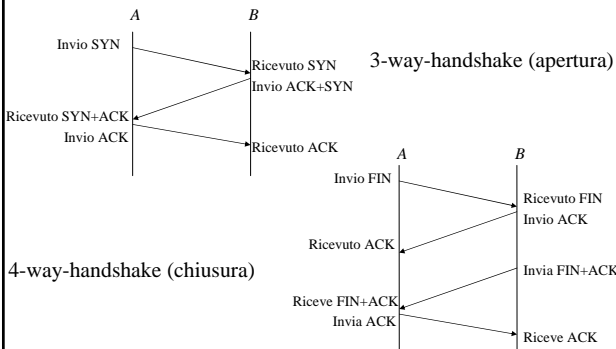 A
B
Invio SYN
Ricevuto SYN
Invio ACK+SYN
3-way-handshake (apertura)
Ricevuto SYN+ACK
Invio ACK
Ricevuto ACK
A
B
Invio FIN
Ricevuto FIN
Invio ACK
Ricevuto ACK
4-way-handshake (chiusura)
Invia FIN+ACK
Riceve FIN+ACK
Invia ACK
Riceve ACK